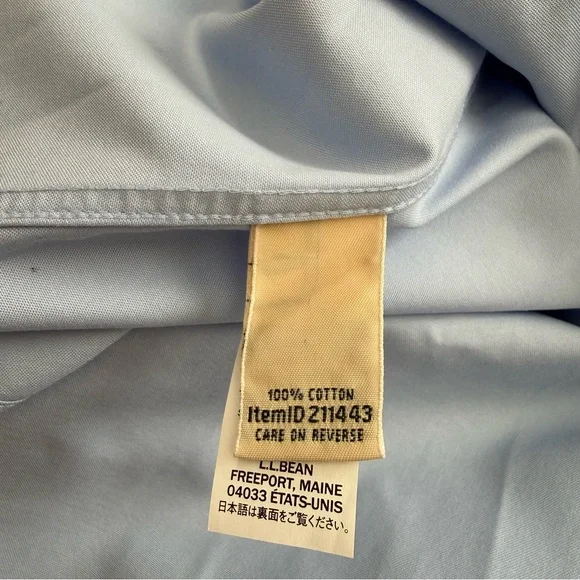 100% COTTON
ItemID 211443
CARE ON REVERSE
L.L.BEAN
FREEPORT, MAINE
04033 ÉTATS-UNIS
日本語は裏面をご覧ください。